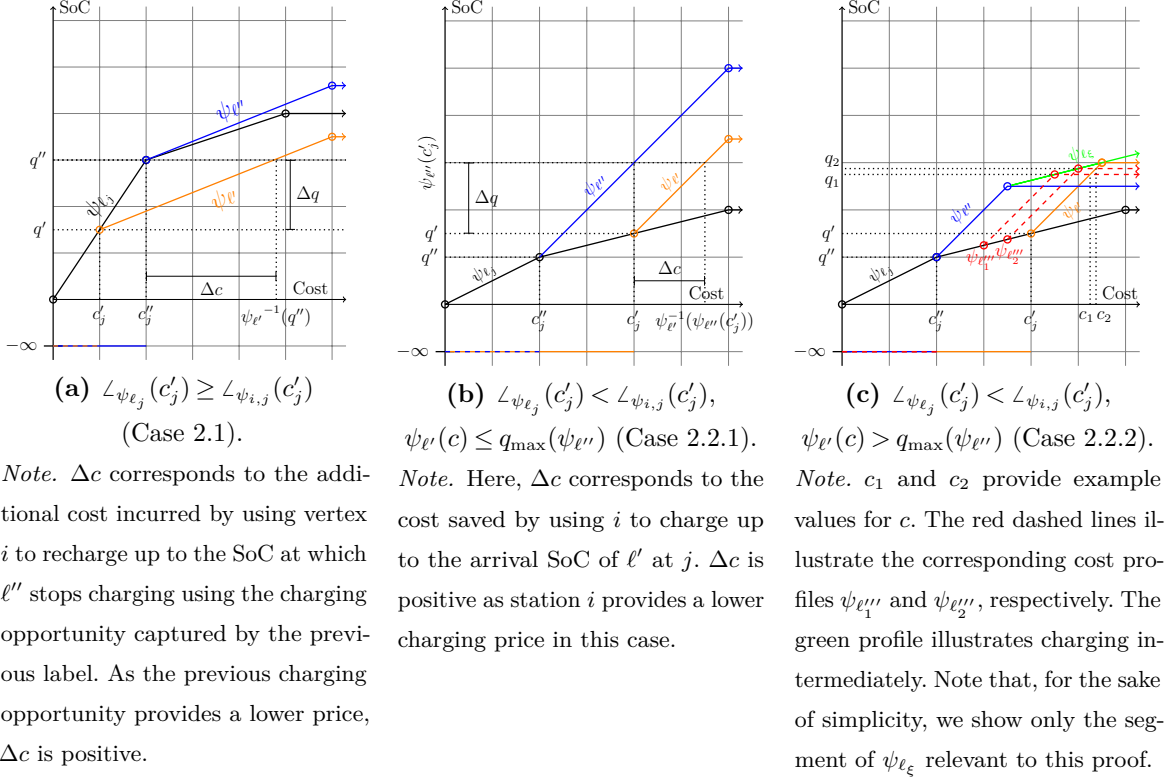 SoC
ψℓ′′
ψℓj
ψℓ′
q′′
q′
Δq
Δc
Cost
c′j
c′′j
ψℓ′⁻¹(q′′)
−∞
(a) ∠ψℓj(c′j) ≥ ∠ψi,j(c′j)
(Case 2.1).
Note. Δc corresponds to the addi-
tional cost incurred by using vertex
i to recharge up to the SoC at which
ℓ′′ stops charging using the charging
opportunity captured by the previ-
ous label. As the previous charging
opportunity provides a lower price,
Δc is positive.
SoC
ψℓ′′(c′j)
ψℓ′′
ψℓ′
ψℓj
Δq
q′
q′′
Δc
Cost
c′′j
c′j
ψℓ′⁻¹(ψℓ′′(c′j))
−∞
(b) ∠ψℓj(c′j) < ∠ψi,j(c′j),
ψℓ′(c) ≤ qmax(ψℓ′′) (Case 2.2.1).
Note. Here, Δc corresponds to the
cost saved by using i to charge up
to the arrival SoC of ℓ′ at j. Δc is
positive as station i provides a lower
charging price in this case.
SoC
q2
q1
ψℓξ
ψℓ′′
ψℓ′
q′
q′′
ψℓj
ψℓ′′′1
ψℓ′′′2
Cost
c′′j
c′j
c1 c2
−∞
(c) ∠ψℓj(c′j) < ∠ψi,j(c′j),
ψℓ′(c) > qmax(ψℓ′′) (Case 2.2.2).
Note. c1 and c2 provide example
values for c. The red dashed lines il-
lustrate the corresponding cost pro-
files ψℓ′′′1 and ψℓ′′′2, respectively. The
green profile illustrates charging in-
termediately. Note that, for the sake
of simplicity, we show only the seg-
ment of ψℓξ relevant to this proof.